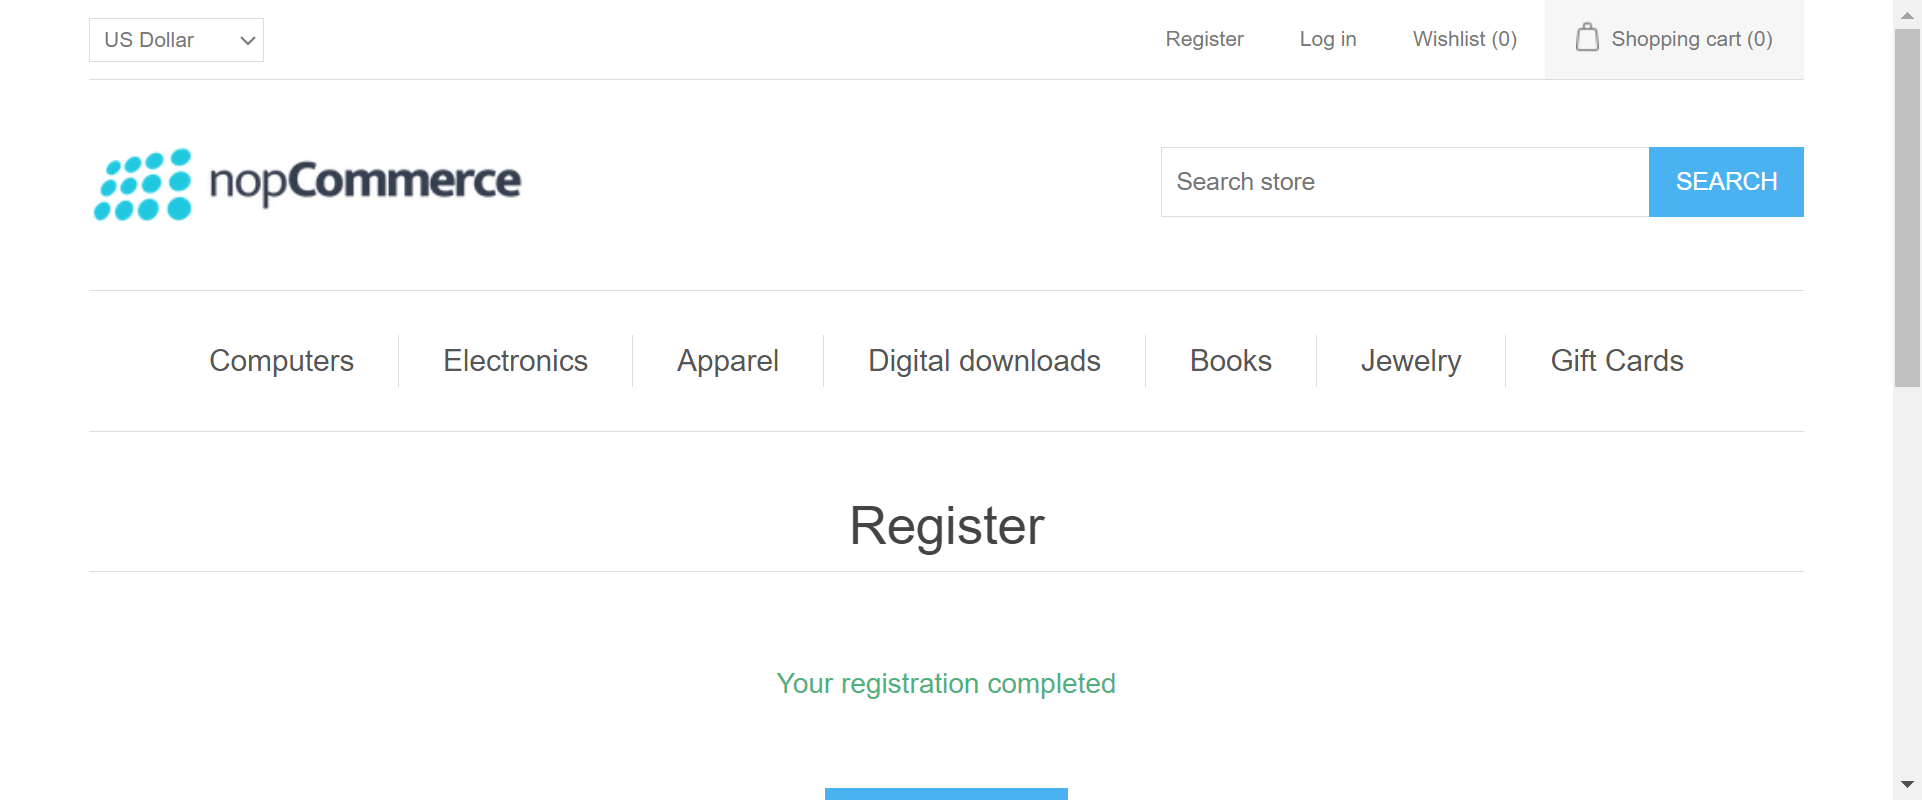 US Dollar
Register Log in Wishlist (0) Shopping cart (0)
nopCommerce
Search store SEARCH
Computers Electronics Apparel Digital downloads Books Jewelry Gift Cards
Register
Your registration completed